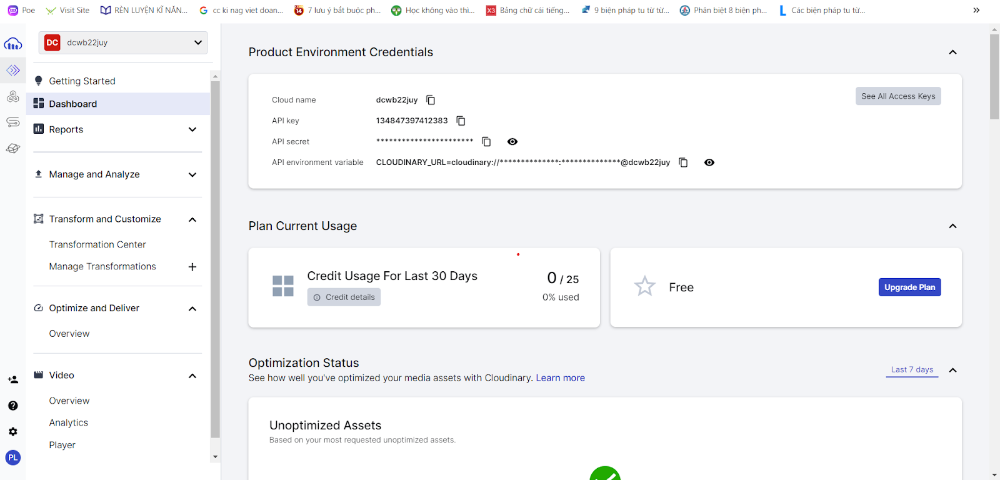 Poe
Visit Site
RÈN LUYỆN KĨ NĂN...
cc ki nag viet doan...
7 lưu ý bắt buộc ph...
Học không vào thì...
Bảng chữ cái tiếng...
9 biện pháp tu từ từ...
Phân biệt 8 biện ph...
Các biện pháp tu từ...
DC dcwb22juy
Getting Started
Dashboard
Reports
Manage and Analyze
Transform and Customize
Transformation Center
Manage Transformations
Optimize and Deliver
Overview
Video
Overview
Analytics
Player
PL
Product Environment Credentials
See All Access Keys
Cloud name dcwb22juy
API key 134847397412383
API secret ***********************
API environment variable CLOUDINARY_URL=cloudinary://**************:**************@dcwb22juy
Plan Current Usage
Credit Usage For Last 30 Days
Credit details
0 / 25
0% used
Free
Upgrade Plan
Optimization Status
See how well you've optimized your media assets with Cloudinary. Learn more
Last 7 days
Unoptimized Assets
Based on your most requested unoptimized assets.